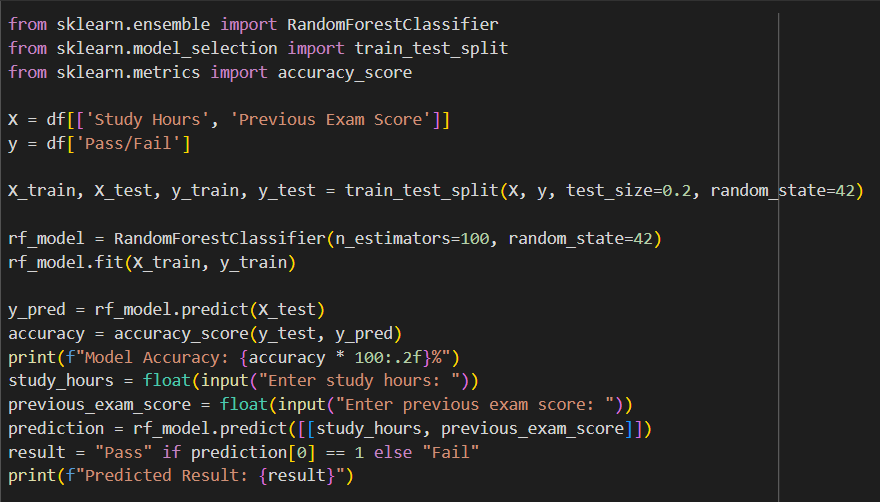 from sklearn.ensemble import RandomForestClassifier
from sklearn.model_selection import train_test_split
from sklearn.metrics import accuracy_score
X = df[['Study Hours', 'Previous Exam Score']]
y = df['Pass/Fail']
X_train, X_test, y_train, y_test = train_test_split(X, y, test_size=0.2, random_state=42)
rf_model = RandomForestClassifier(n_estimators=100, random_state=42)
rf_model.fit(X_train, y_train)
y_pred = rf_model.predict(X_test)
accuracy = accuracy_score(y_test, y_pred)
print(f"Model Accuracy: {accuracy * 100:.2f}%")
study_hours = float(input("Enter study hours: "))
previous_exam_score = float(input("Enter previous exam score: "))
prediction = rf_model.predict([[study_hours, previous_exam_score]])
result = "Pass" if prediction[0] == 1 else "Fail"
print(f"Predicted Result: {result}")